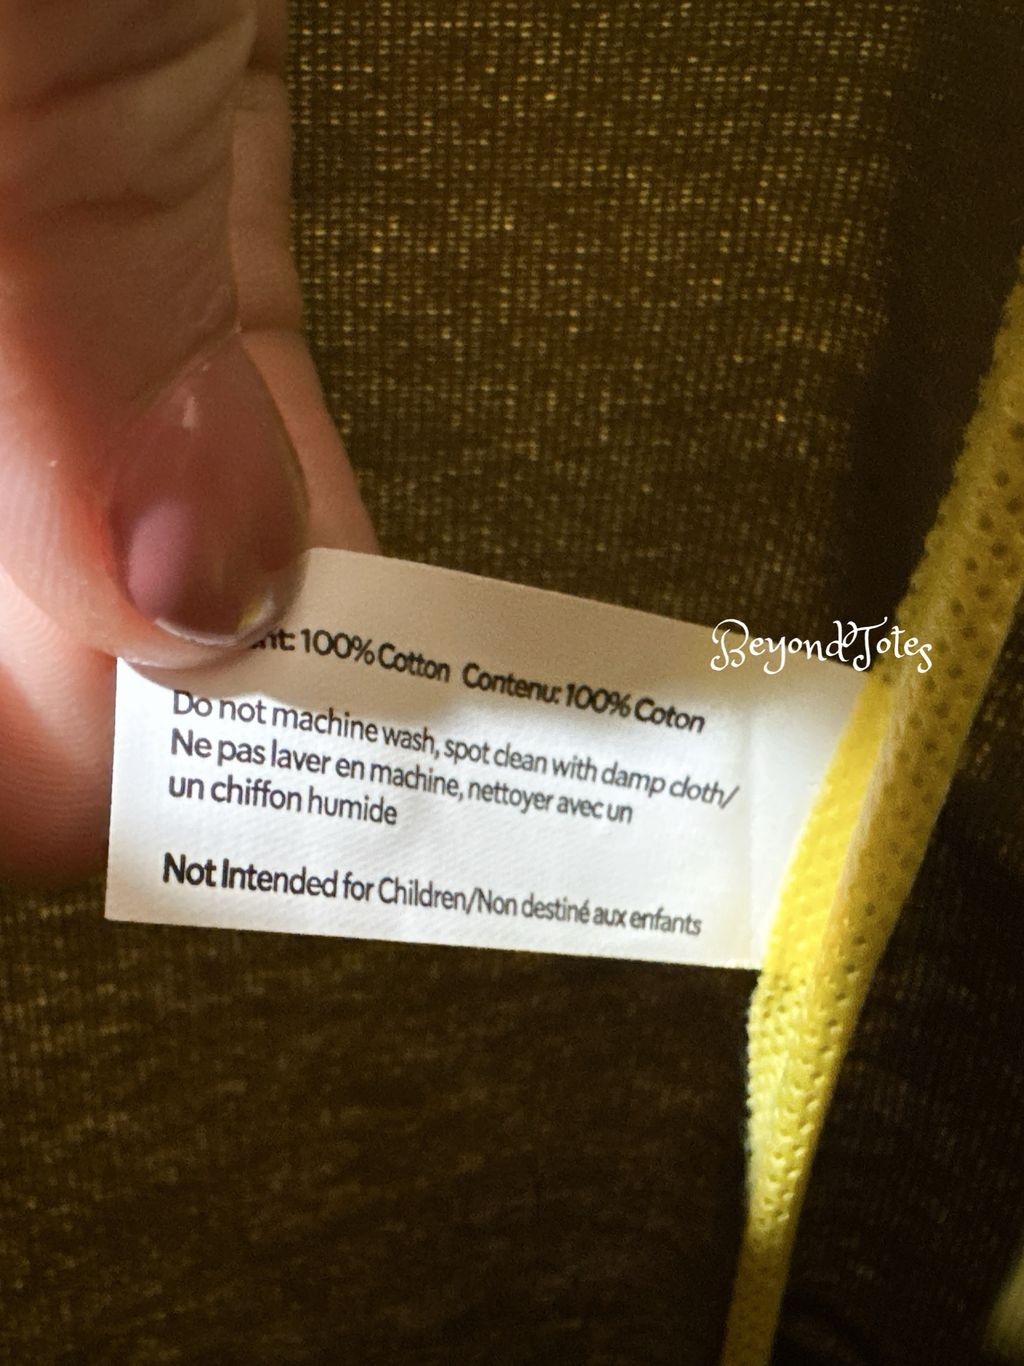 nt: 100% Cotton Contenu: 100% Coton
Do not machine wash, spot clean with damp cloth/
Ne pas laver en machine, nettoyer avec un
un chiffon humide
Not Intended for Children/Non destiné aux enfants
BeyondTotes